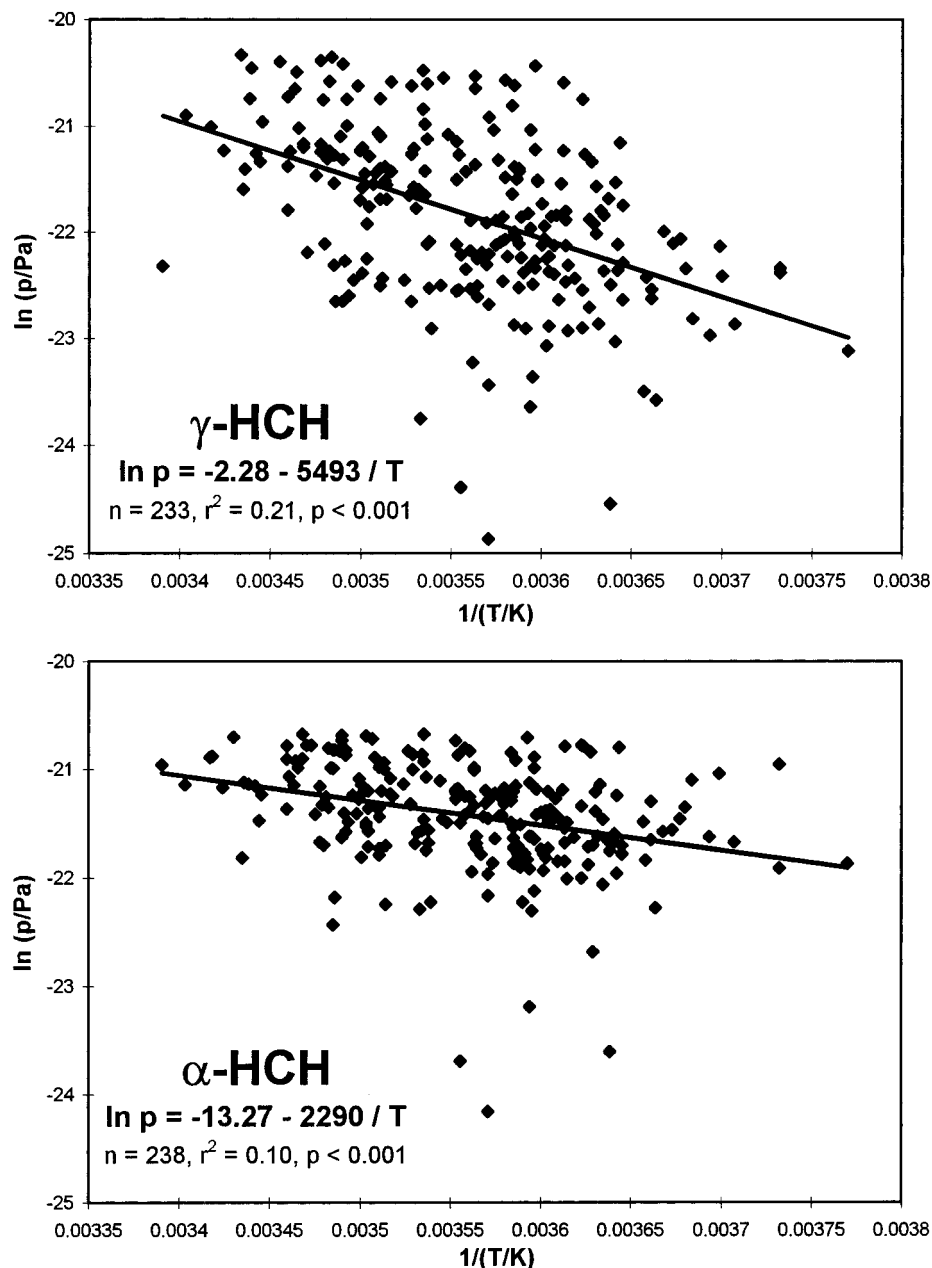 -20
-21
-22
-23
-24
-25
ln (p/Pa)
γ-HCH
ln p = -2.28 - 5493 / T
n = 233, r² = 0.21, p < 0.001
0.00335 0.0034 0.00345 0.0035 0.00355 0.0036 0.00365 0.0037 0.00375 0.0038
1/(T/K)
-20
-21
-22
-23
-24
-25
ln (p/Pa)
α-HCH
ln p = -13.27 - 2290 / T
n = 238, r² = 0.10, p < 0.001
0.00335 0.0034 0.00345 0.0035 0.00355 0.0036 0.00365 0.0037 0.00375 0.0038
1/(T/K)